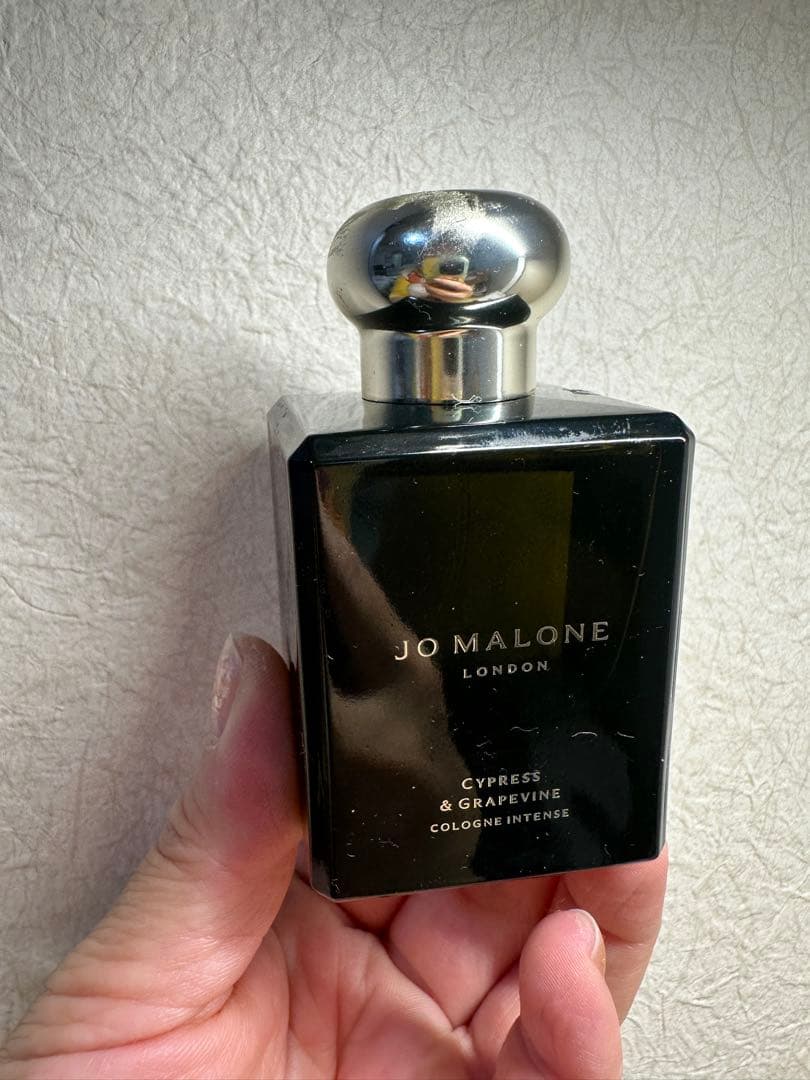 JO MALONE
LONDON
CYPRESS
& GRAPEVINE
COLOGNE INTENSE